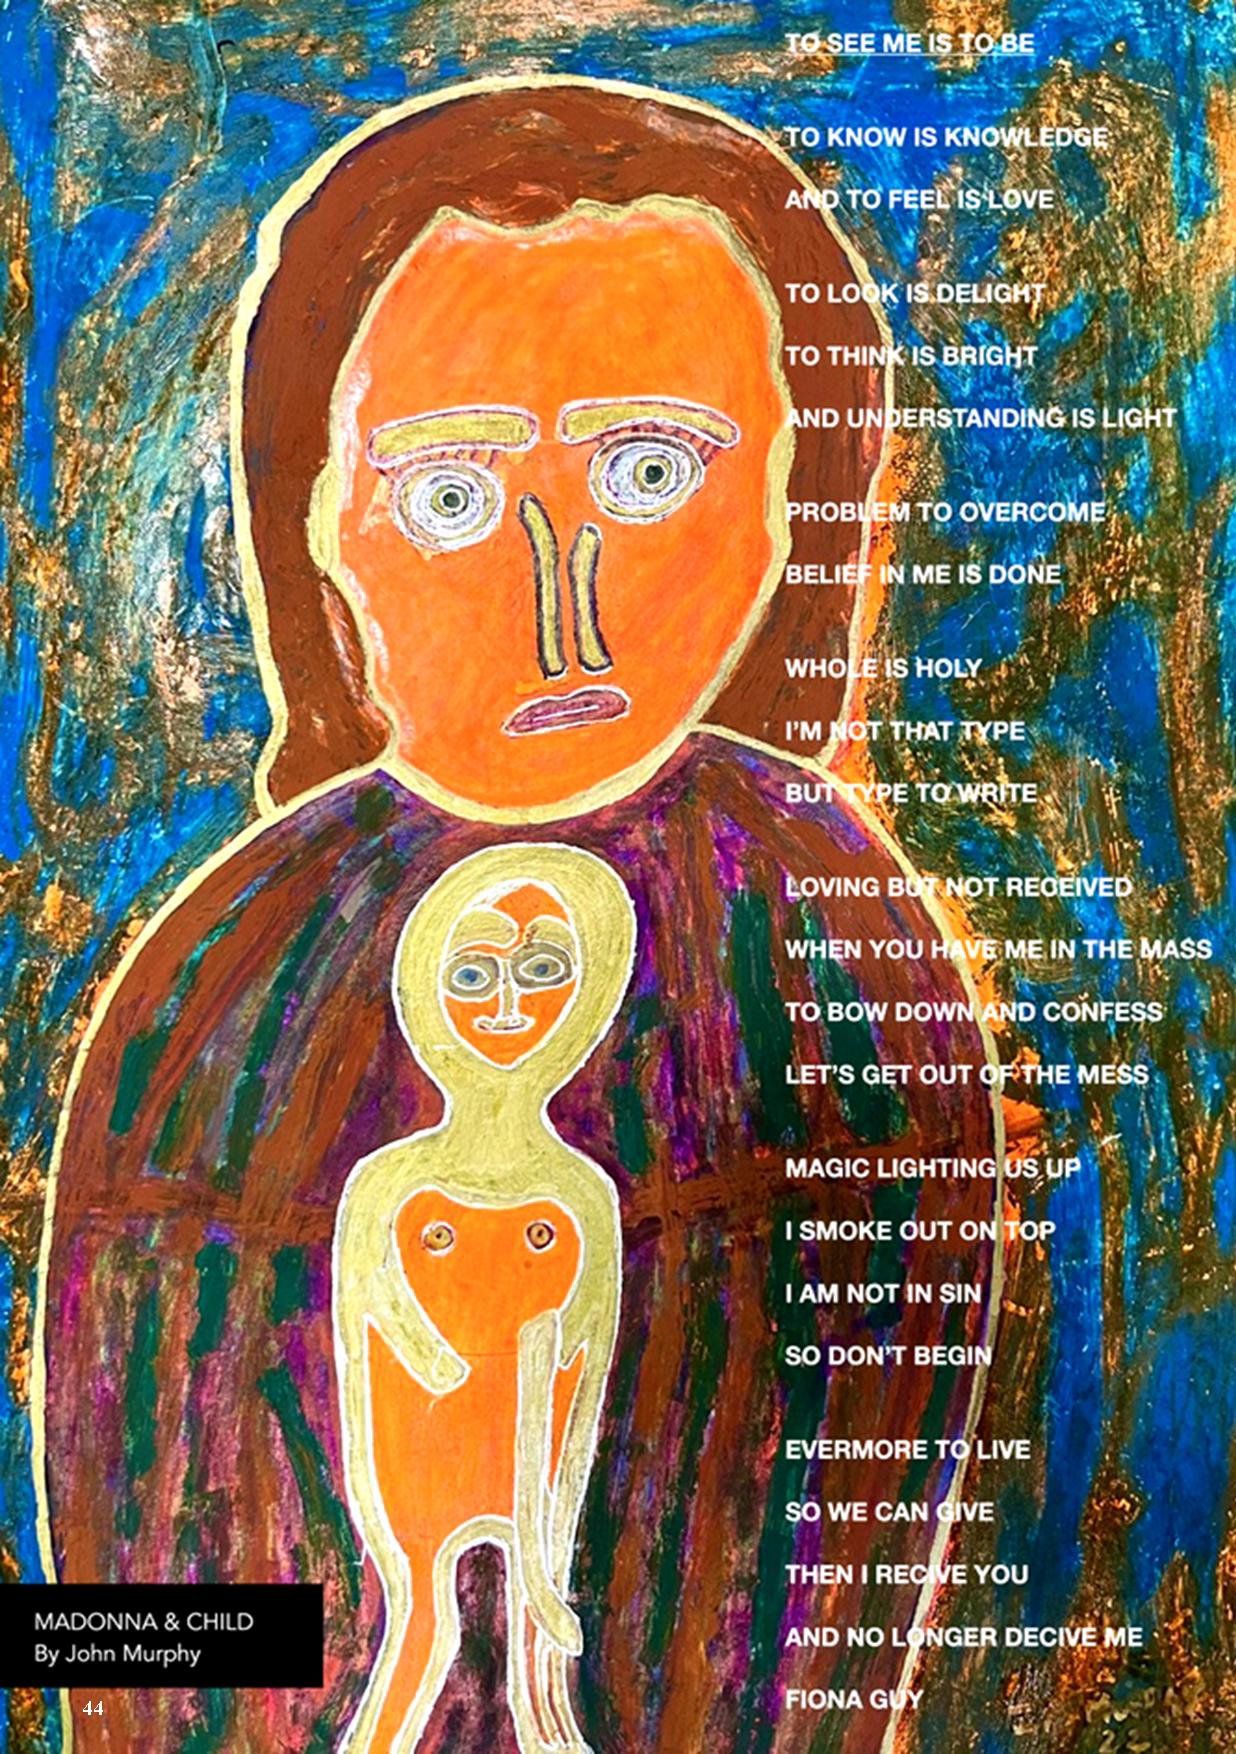 TO SEE ME IS TO BE
TO KNOW IS KNOWLEDGE
AND TO FEEL IS LOVE
TO LOOK IS DELIGHT
TO THINK IS BRIGHT
AND UNDERSTANDING IS LIGHT
PROBLEM TO OVERCOME
BELIEF IN ME IS DONE
WHOLE IS HOLY
I'M NOT THAT TYPE
BUT TYPE TO WRITE
LOVING BUT NOT RECEIVED
WHEN YOU HAVE ME IN THE MASS
TO BOW DOWN AND CONFESS
LET'S GET OUT OF THE MESS
MAGIC LIGHTING US UP
I SMOKE OUT ON TOP
I AM NOT IN SIN
SO DON'T BEGIN
EVERMORE TO LIVE
SO WE CAN GIVE
THEN I RECIVE YOU
AND NO LONGER DECIVE ME
FIONA GUY
MADONNA & CHILD
By John Murphy
44